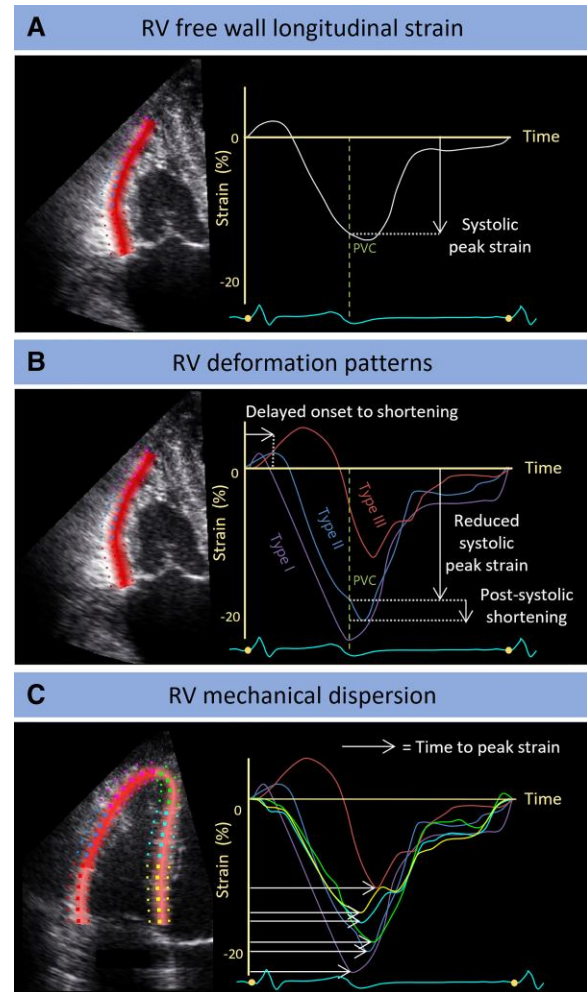 A RV free wall longitudinal strain
0
Time
Strain (%)
Systolic
peak strain
PVC
-20
B RV deformation patterns
Delayed onset to shortening
0
Time
Type III
Type II
Type I
Strain (%)
Reduced
systolic
peak strain
PVC
Post-systolic
shortening
-20
C RV mechanical dispersion
= Time to peak strain
0
Time
Strain (%)
-20